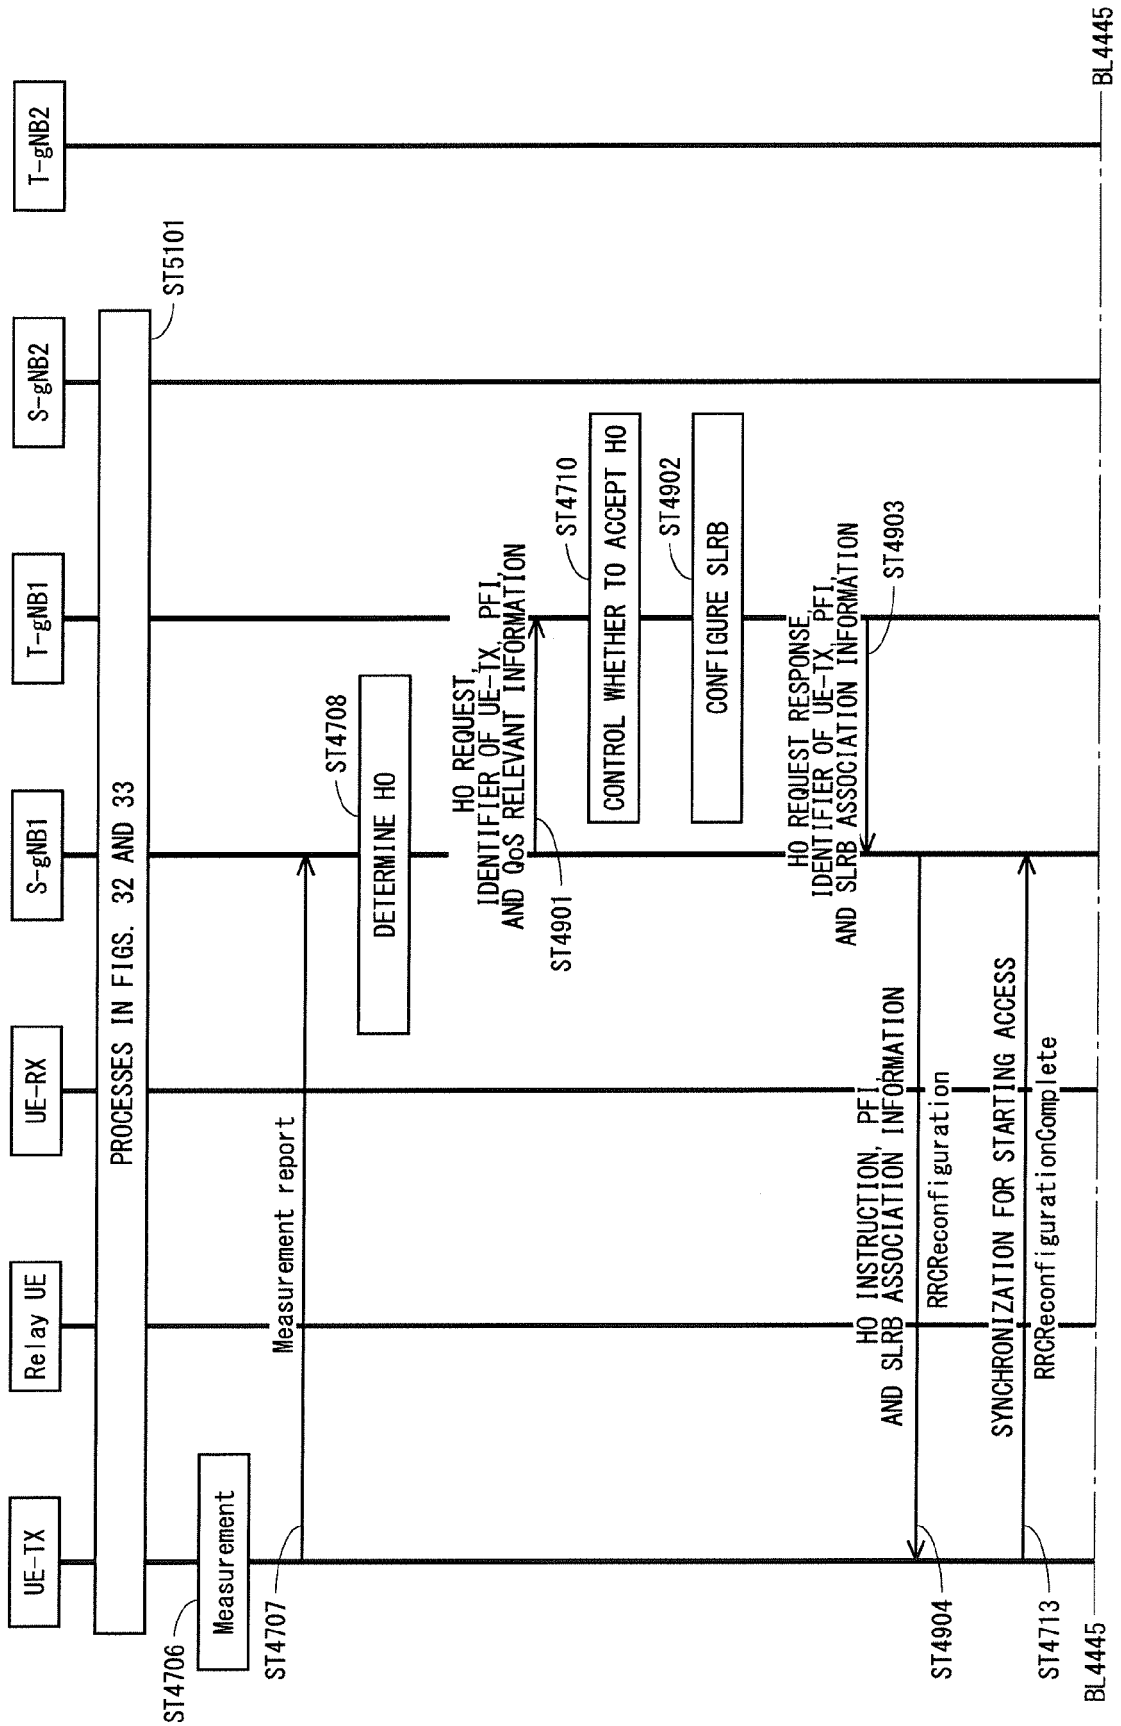 UE-TX
Relay UE
UE-RX
S-gNB1
T-gNB1
S-gNB2
T-gNB2
PROCESSES IN FIGS. 32 AND 33
ST5101
ST4706
Measurement
ST4707
Measurement report
ST4708
DETERMINE HO
HO REQUEST,
IDENTIFIER OF UE-TX, PFI,
AND QoS RELEVANT INFORMATION
ST4901
ST4710
CONTROL WHETHER TO ACCEPT HO
ST4902
CONFIGURE SLRB
HO REQUEST RESPONSE,
IDENTIFIER OF UE-TX, PFI,
AND SLRB ASSOCIATION INFORMATION
ST4903
HO INSTRUCTION, PFI,
AND SLRB ASSOCIATION INFORMATION
RRCReconfiguration
ST4904
SYNCHRONIZATION FOR STARTING ACCESS
RRCReconfigurationComplete
ST4713
BL4445
BL4445